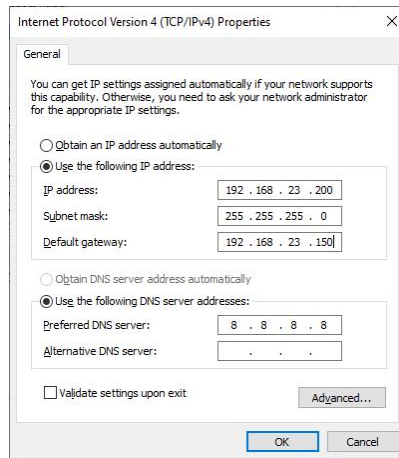 Internet Protocol Version 4 (TCP/IPv4) Properties
General
You can get IP settings assigned automatically if your network supports
this capability. Otherwise, you need to ask your network administrator
for the appropriate IP settings.
Obtain an IP address automatically
Use the following IP address:
IP address: 192 . 168 . 23 . 200
Subnet mask: 255 . 255 . 255 . 0
Default gateway: 192 . 168 . 23 . 150
Obtain DNS server address automatically
Use the following DNS server addresses:
Preferred DNS server: 8 . 8 . 8 . 8
Alternative DNS server: . . .
Validate settings upon exit
Advanced...
OK Cancel